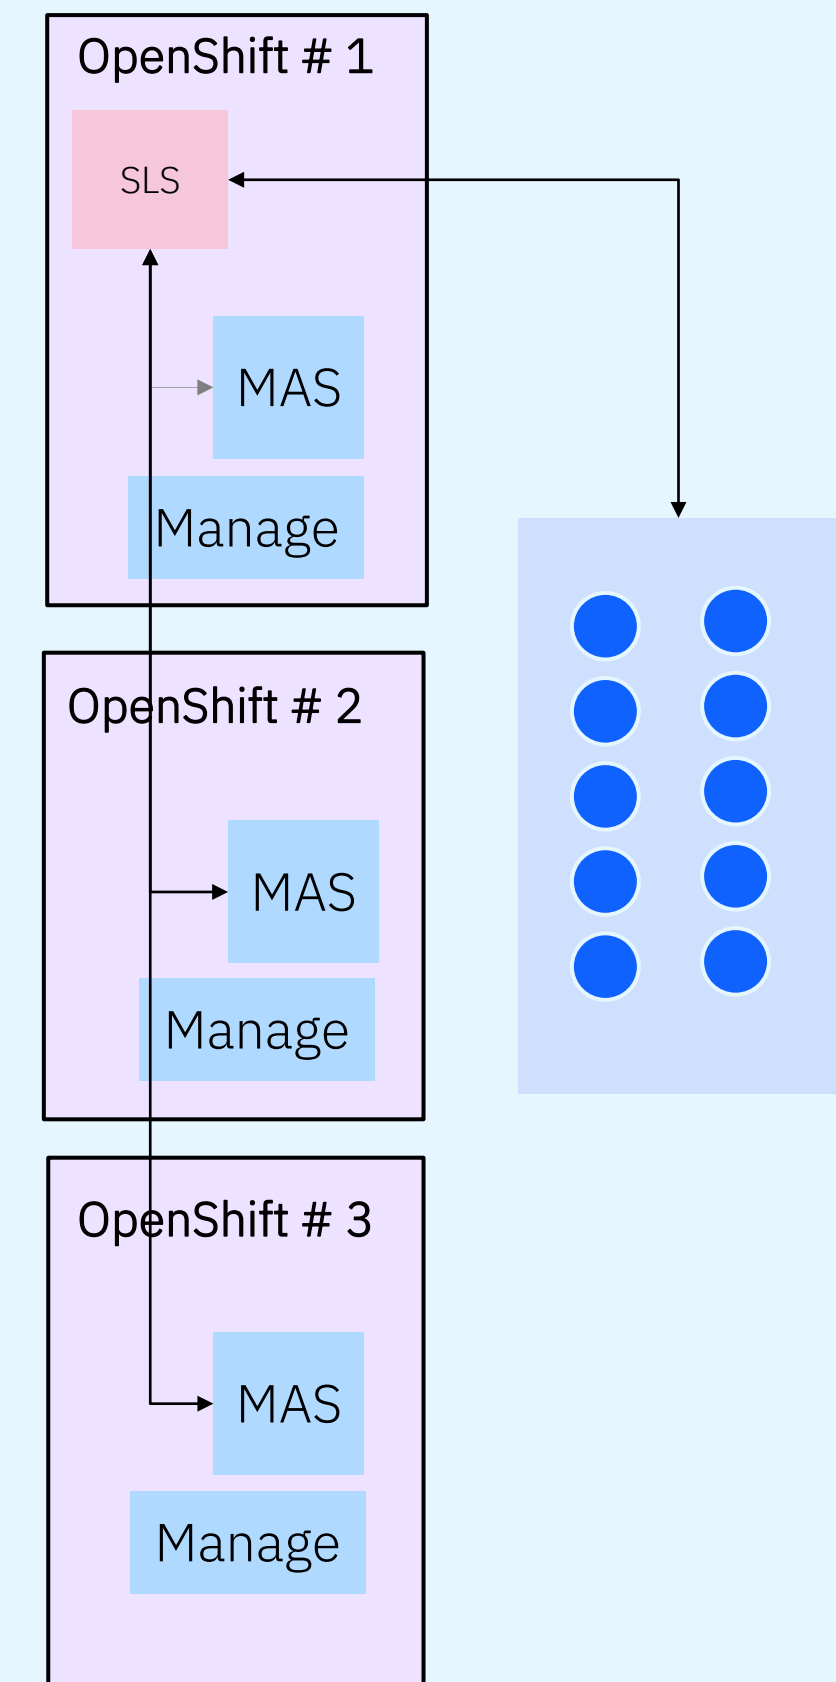 OpenShift # 1
SLS
MAS
Manage
OpenShift # 2
MAS
Manage
OpenShift # 3
MAS
Manage